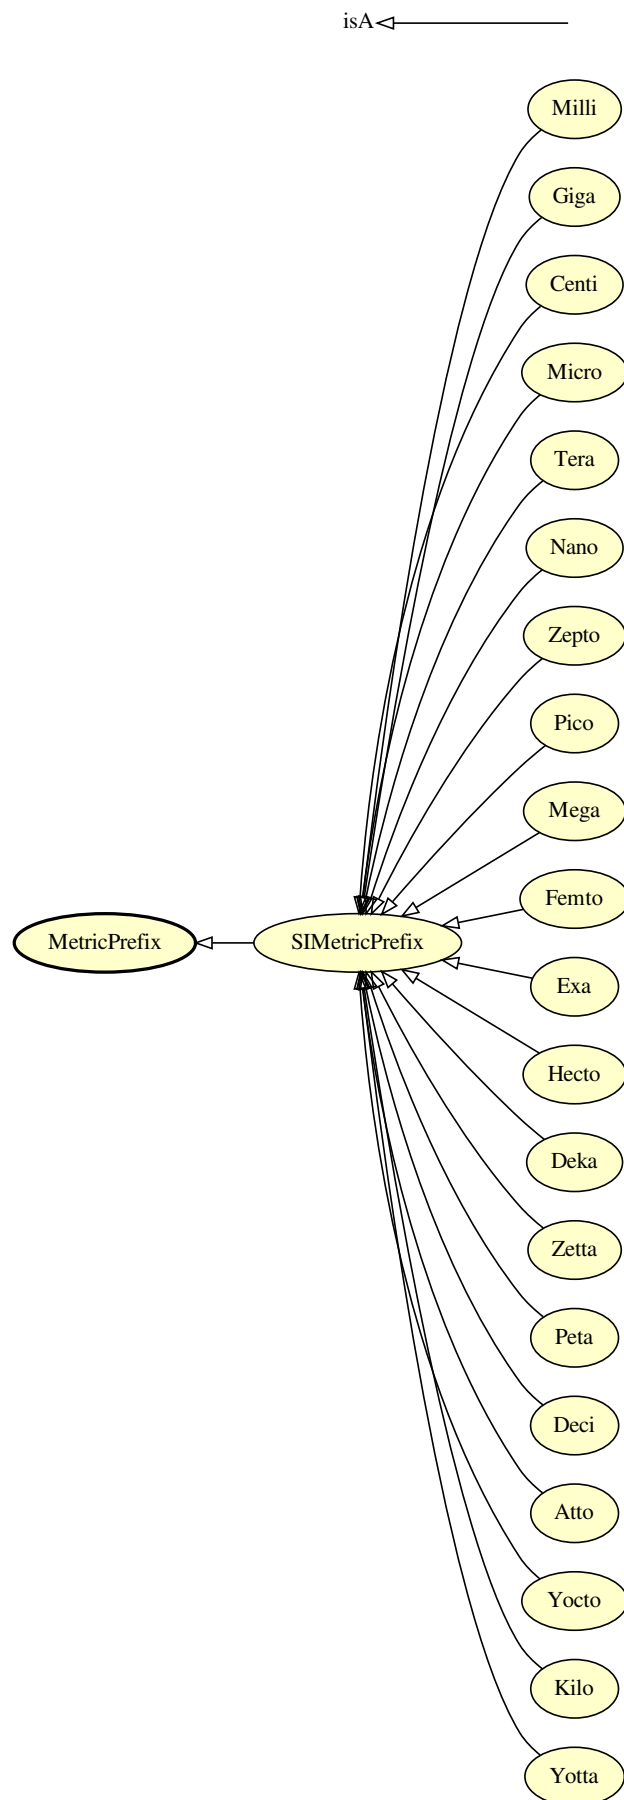 isA
Milli
Giga
Centi
Micro
Tera
Nano
Zepto
Pico
Mega
Femto
MetricPrefix
SIMetricPrefix
Exa
Hecto
Deka
Zetta
Peta
Deci
Atto
Yocto
Kilo
Yotta